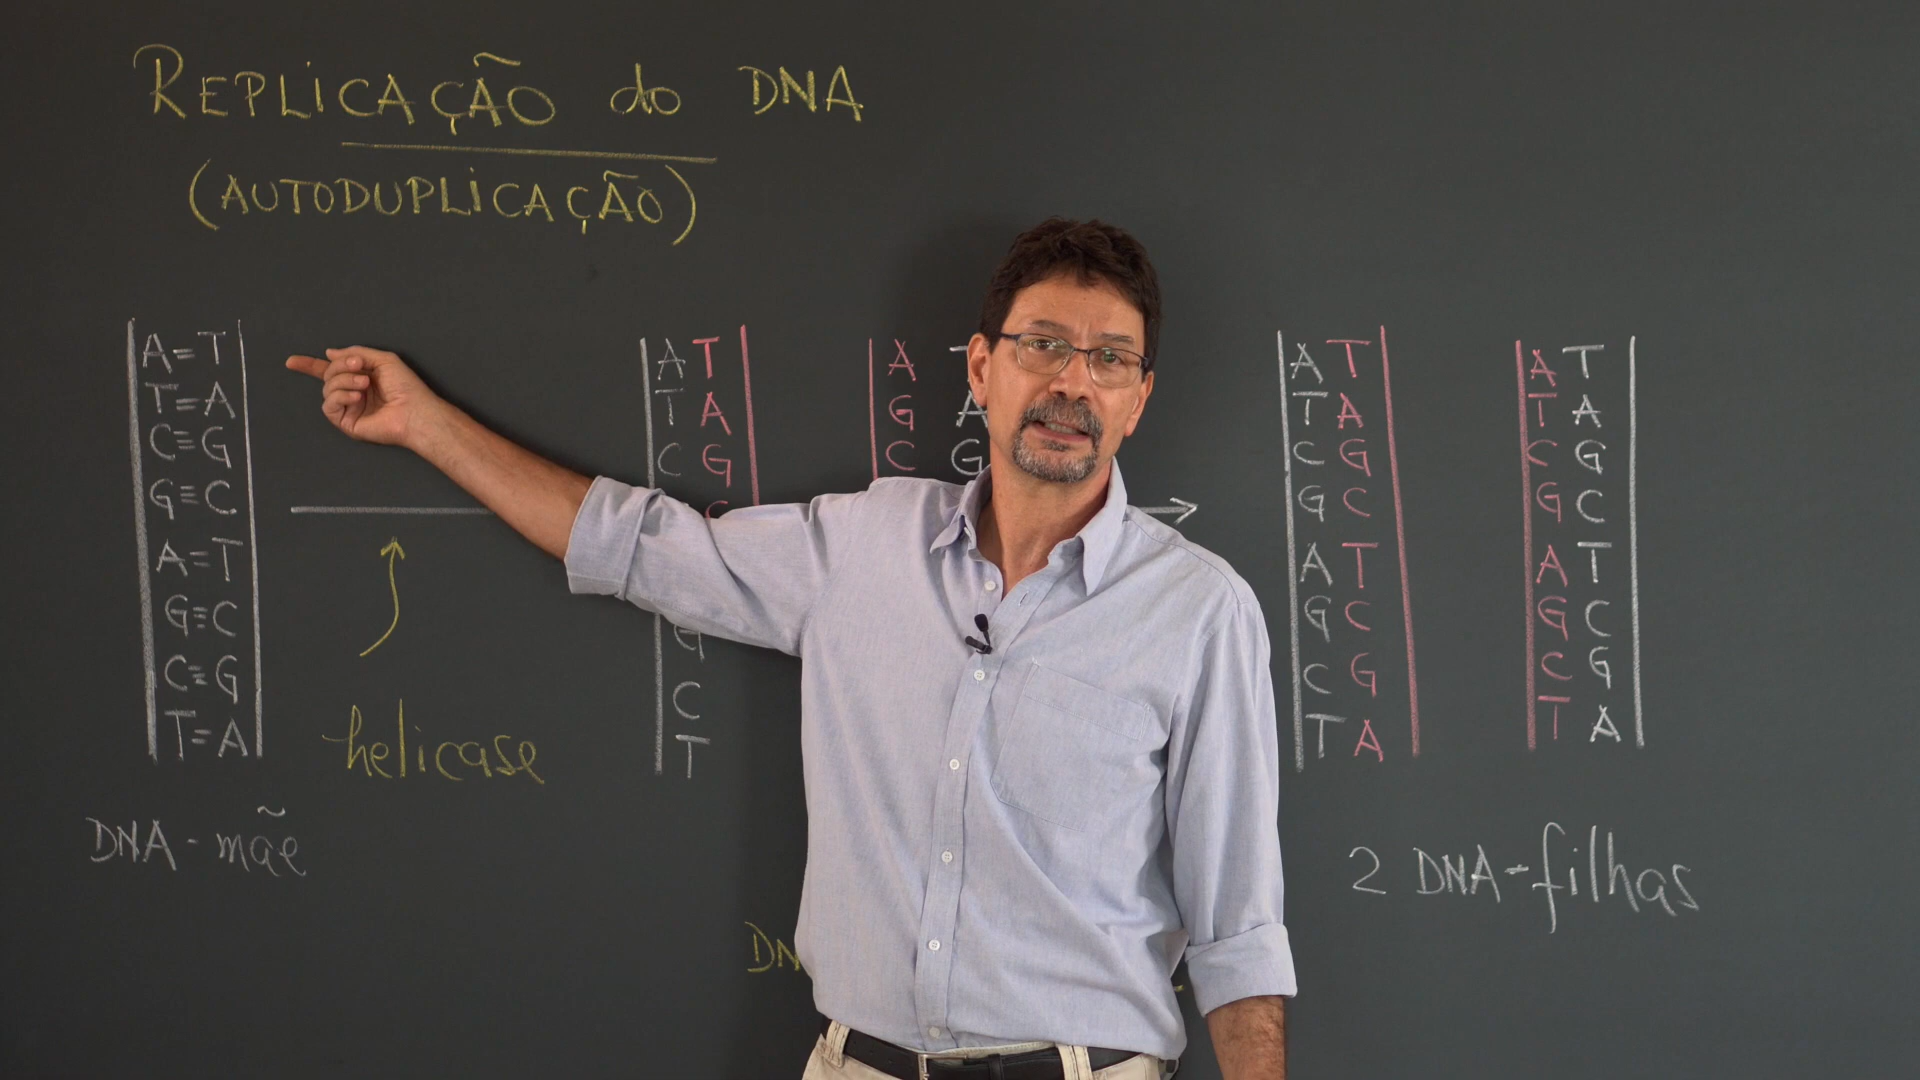 REPLICAÇÃO do DNA
(AUTODUPLICAÇÃO)
A=T
T=A
C≡G
G≡C
A=T
G≡C
C≡G
T=A
DNA-mãe
helicase
A T
T A
C G
C
G
C
T
A T
G A
C G
A T
T A
C G
G C
A T
G C
C G
T A
A T
T A
C G
G C
A T
G C
C G
T A
2 DNA-filhas